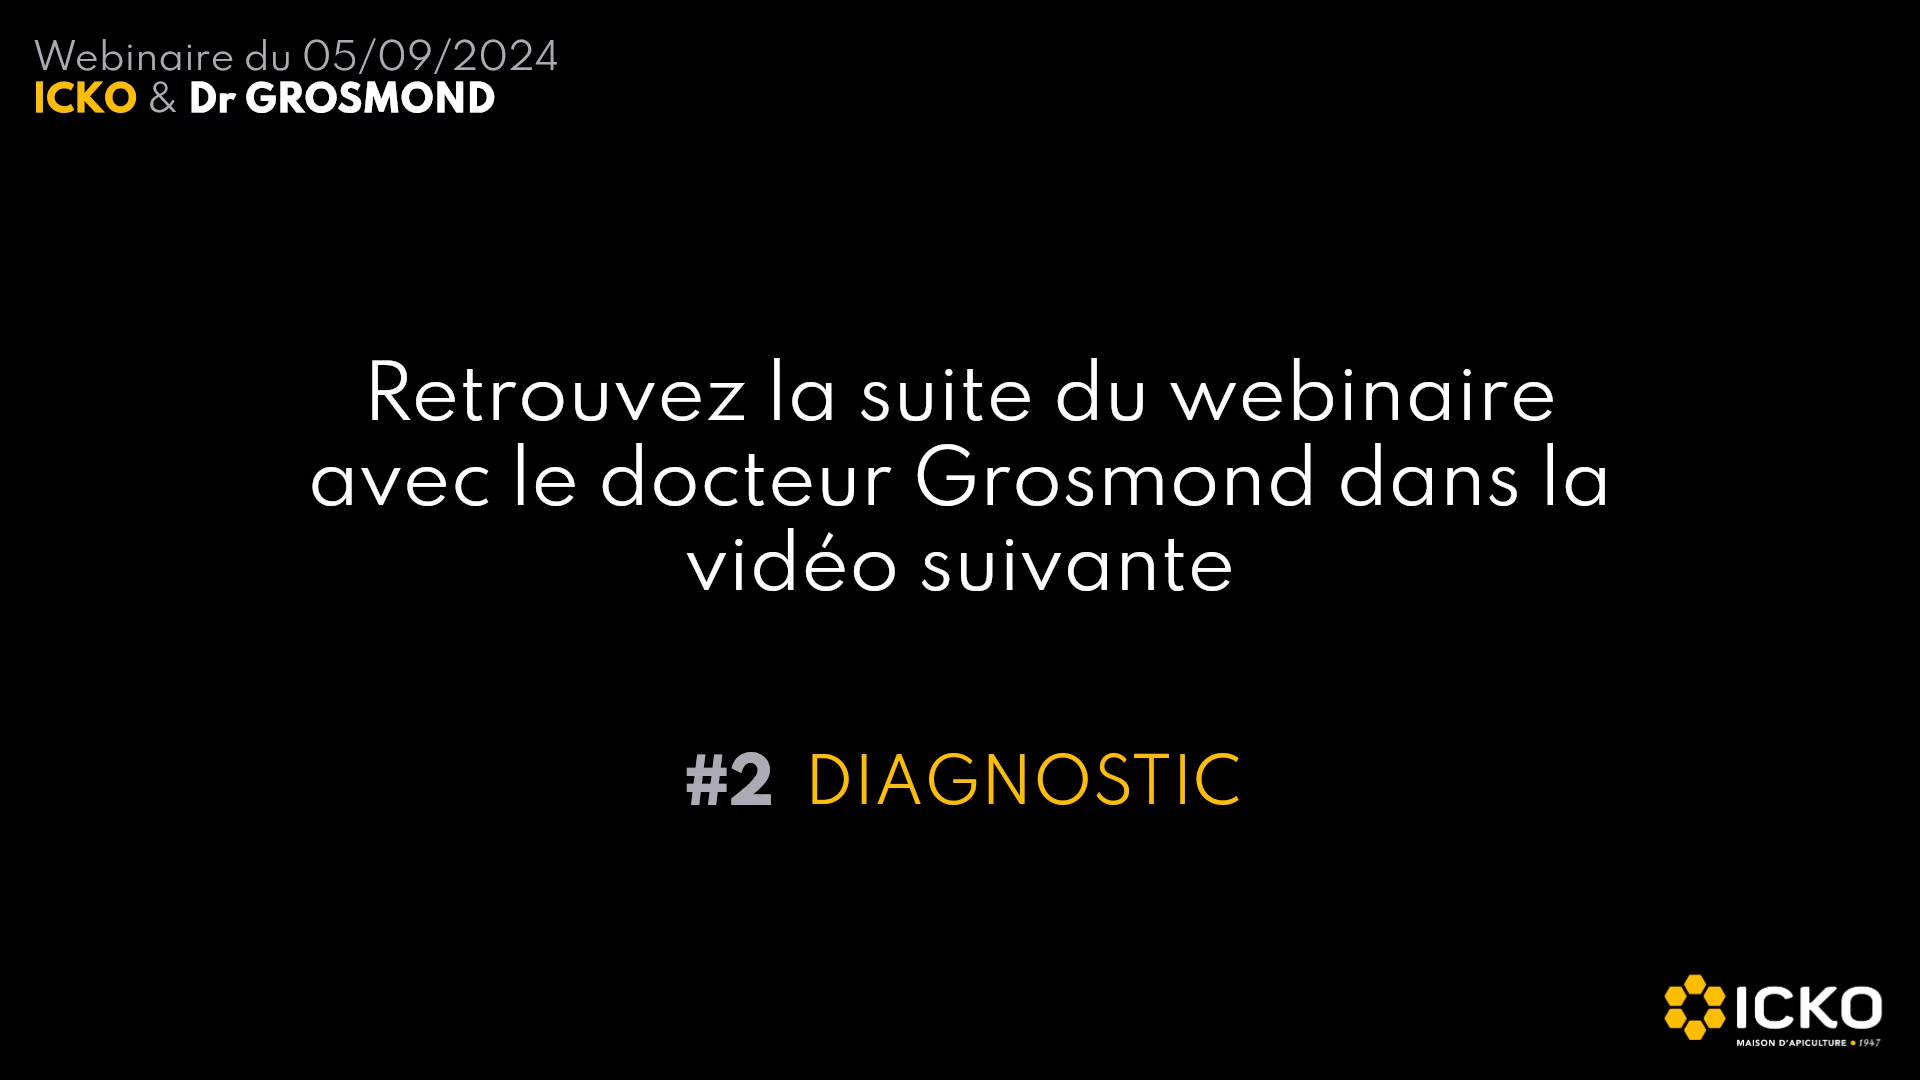 Webinaire du 05/09/2024
ICKO & Dr GROSMOND
Retrouvez la suite du webinaire
avec le docteur Grosmond dans la
vidéo suivante
#2 DIAGNOSTIC
ICKO
MAISON D'APICULTURE • 1947